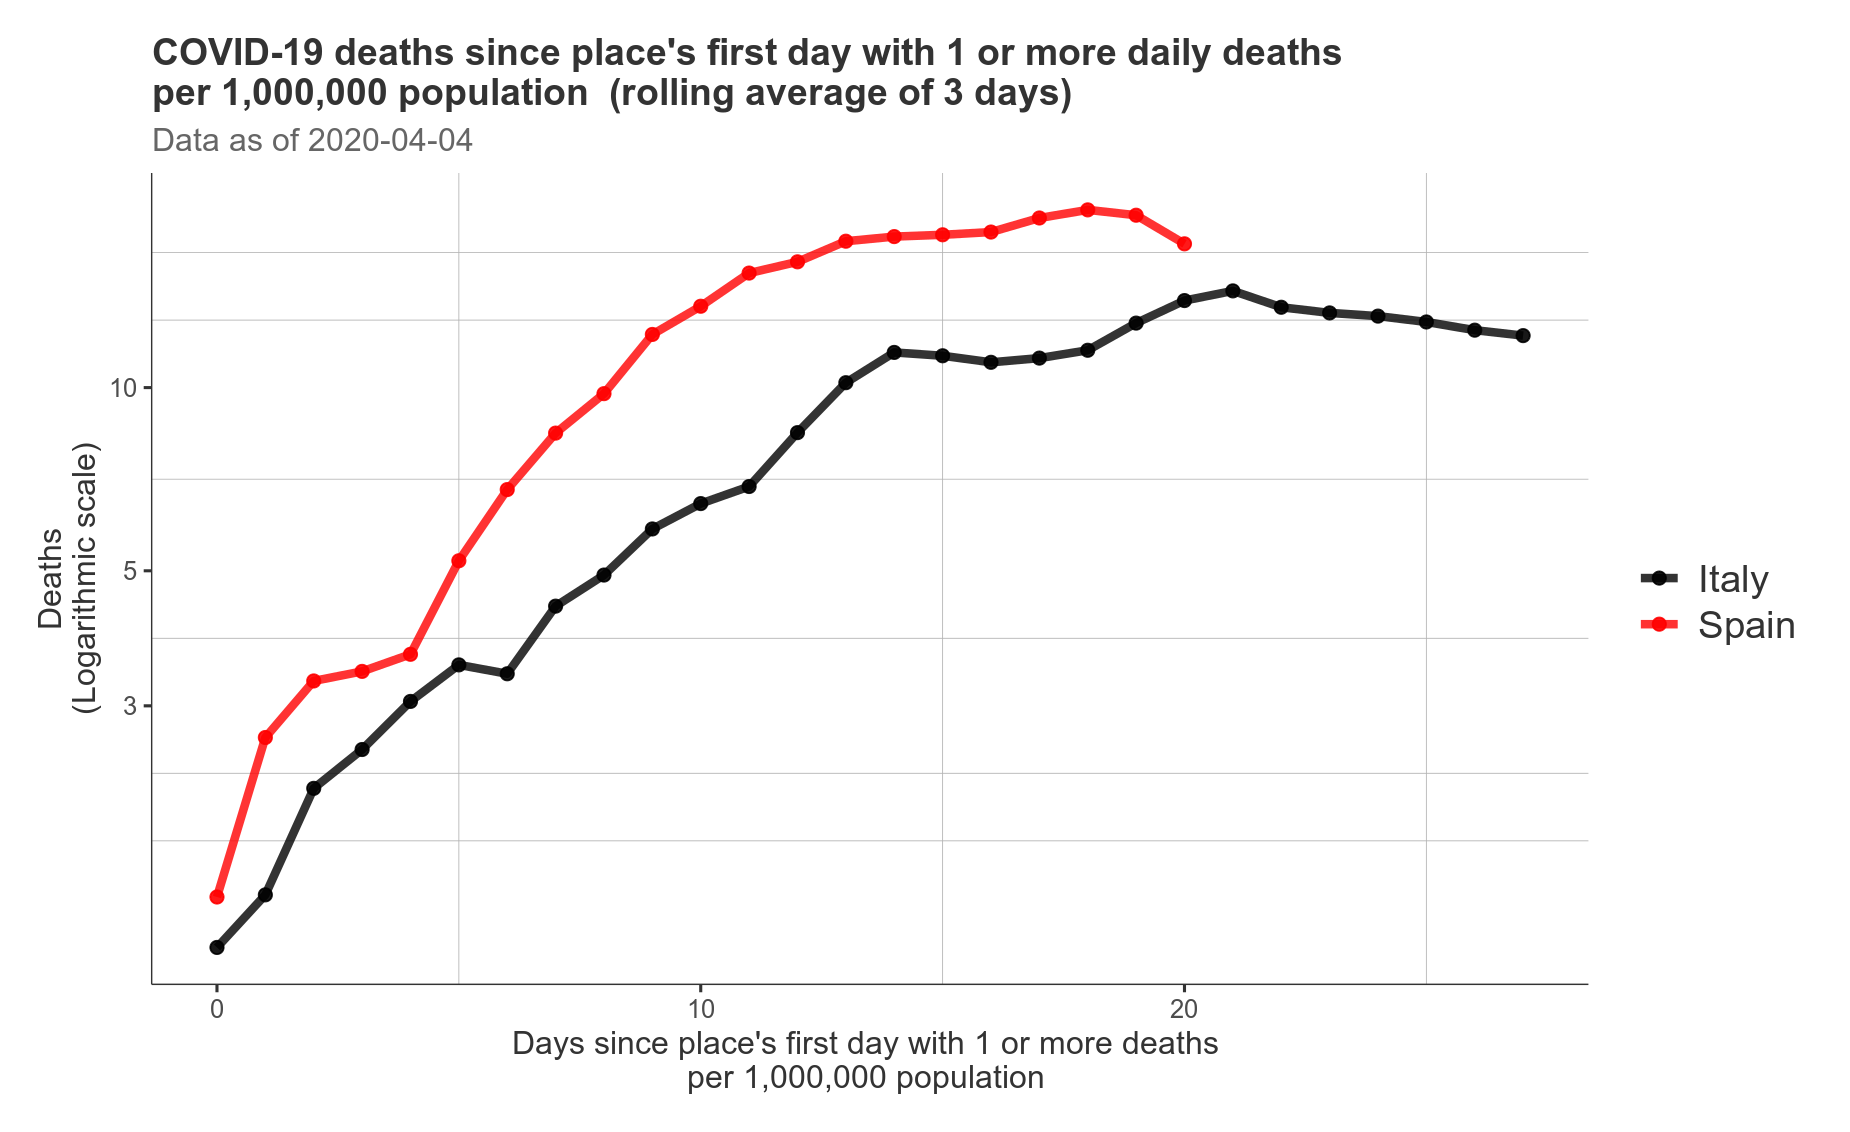 COVID-19 deaths since place's first day with 1 or more daily deaths
per 1,000,000 population  (rolling average of 3 days)
Data as of 2020-04-04
Deaths
(Logarithmic scale)
10
5
3
0
10
20
Days since place's first day with 1 or more deaths
per 1,000,000 population
Italy
Spain